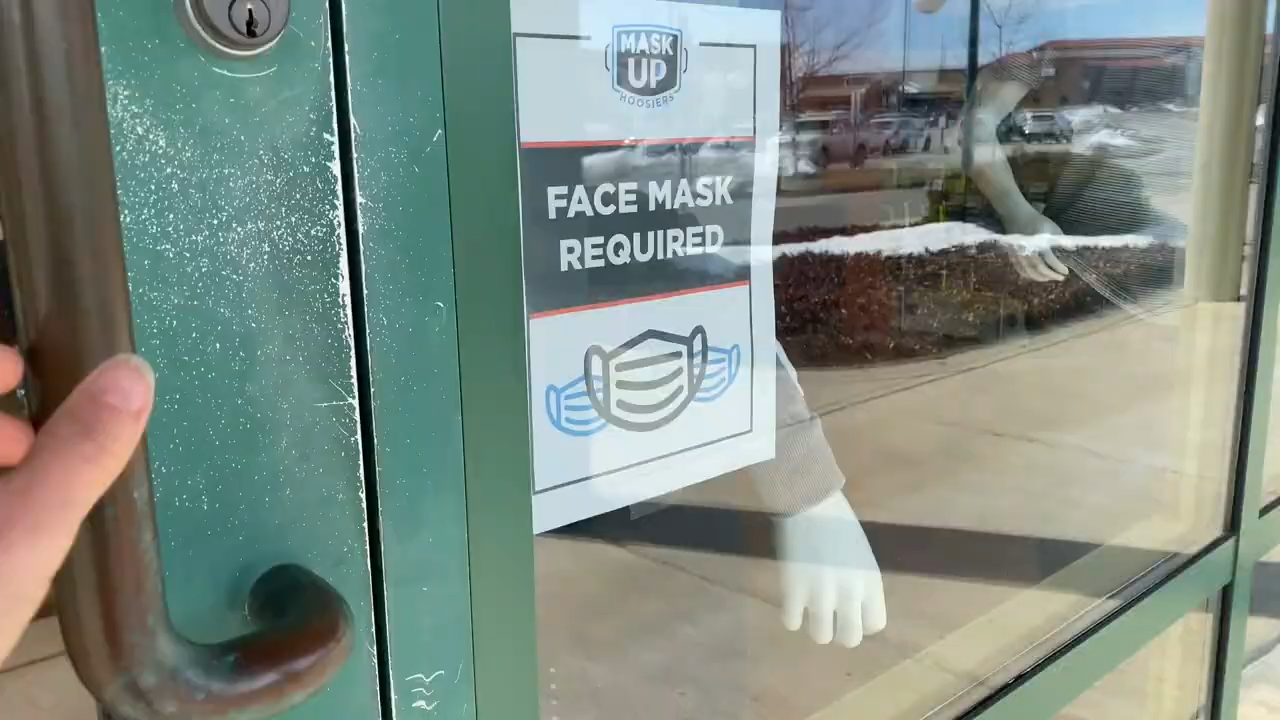 MASK
UP
HOOSIERS
FACE MASK
REQUIRED